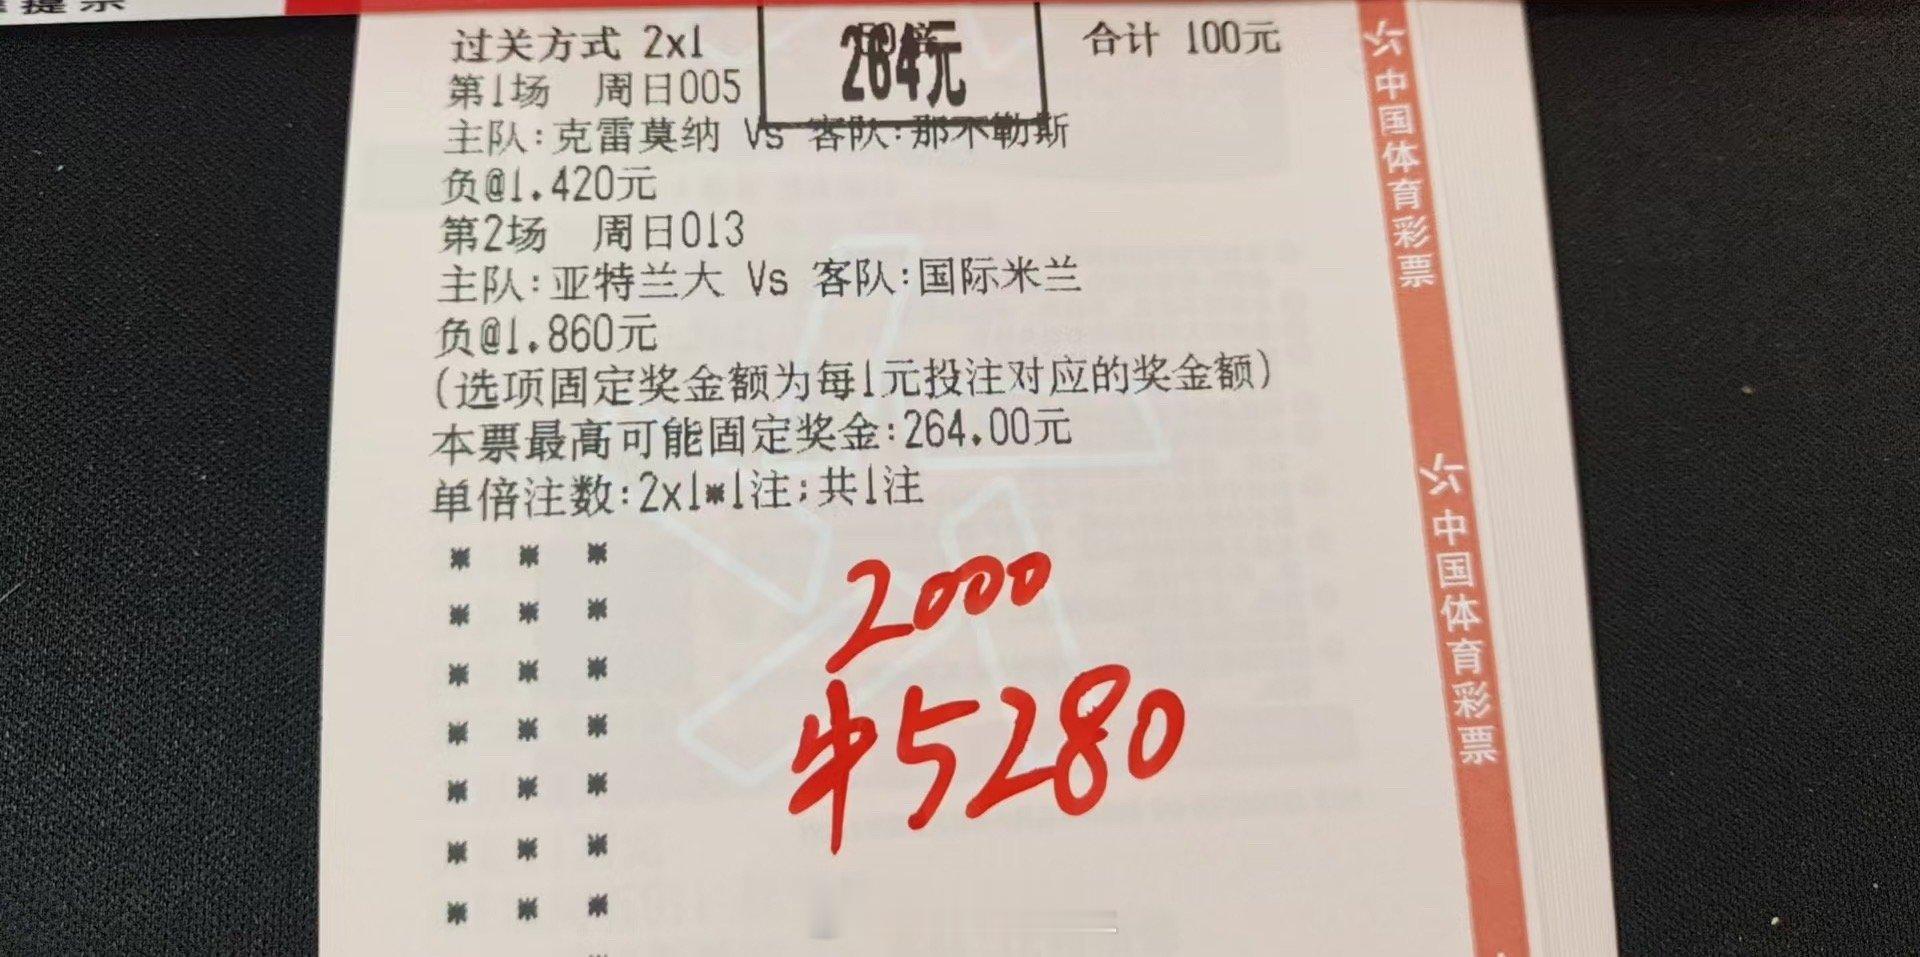 过关方式 2x1
264元
合计 100元
第1场 周日005
主队:克雷莫纳 Vs 客队:那不勒斯
负@1.420元
第2场 周日013
主队:亚特兰大 Vs 客队:国际米兰
负@1.860元
(选项固定奖金额为每1元投注对应的奖金额)
本票最高可能固定奖金:264.00元
单倍注数:2x1*1注;共1注
2000
中5280
中国体育彩票
中国体育彩票